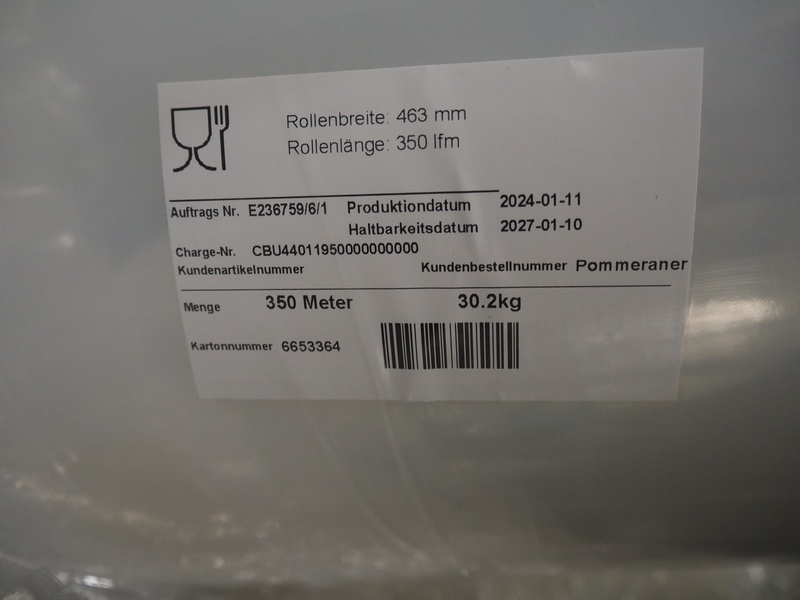 Rollenbreite: 463 mm
Rollenlänge: 350 lfm
Auftrags Nr. E236759/6/1 Produktiondatum 2024-01-11
Haltbarkeitsdatum 2027-01-10
Charge-Nr. CBU44011950000000000
Kundenartikelnummer Kundenbestellnummer Pommeraner
Menge 350 Meter 30.2kg
Kartonnummer 6653364